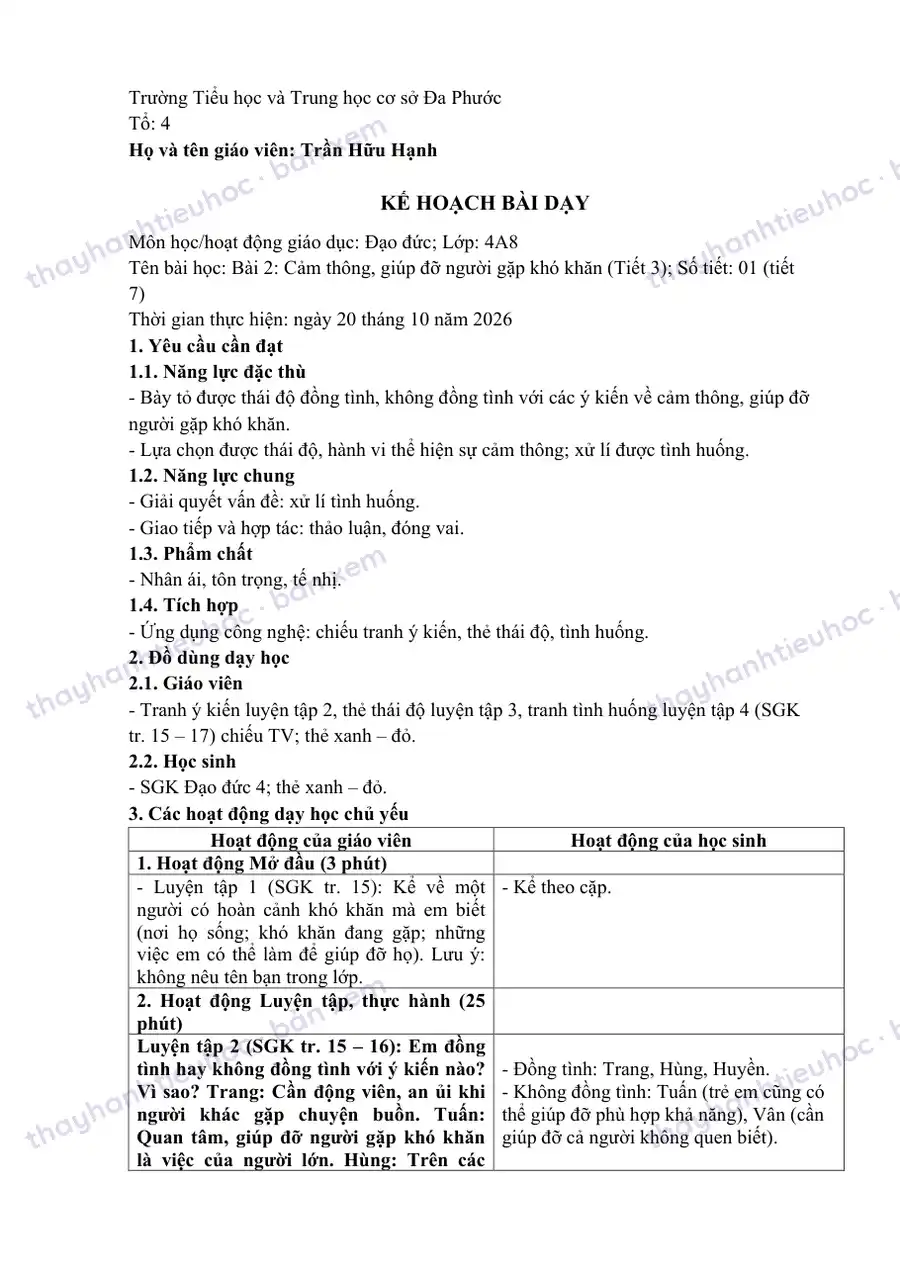 Trường Tiểu học và Trung học cơ sở Đa Phước
Tổ: 4
Họ và tên giáo viên: Trần Hữu Hạnh
KẾ HOẠCH BÀI DẠY
Môn học/hoạt động giáo dục: Đạo đức; Lớp: 4A8
Tên bài học: Bài 2: Cảm thông, giúp đỡ người gặp khó khăn (Tiết 3); Số tiết: 01 (tiết
7)
Thời gian thực hiện: ngày 20 tháng 10 năm 2026
1. Yêu cầu cần đạt
1.1. Năng lực đặc thù
- Bày tỏ được thái độ đồng tình, không đồng tình với các ý kiến về cảm thông, giúp đỡ
người gặp khó khăn.
- Lựa chọn được thái độ, hành vi thể hiện sự cảm thông; xử lí được tình huống.
1.2. Năng lực chung
- Giải quyết vấn đề: xử lí tình huống.
- Giao tiếp và hợp tác: thảo luận, đóng vai.
1.3. Phẩm chất
- Nhân ái, tôn trọng, tế nhị.
1.4. Tích hợp
- Ứng dụng công nghệ: chiếu tranh ý kiến, thẻ thái độ, tình huống.
2. Đồ dùng dạy học
2.1. Giáo viên
- Tranh ý kiến luyện tập 2, thẻ thái độ luyện tập 3, tranh tình huống luyện tập 4 (SGK
tr. 15 – 17) chiếu TV; thẻ xanh – đỏ.
2.2. Học sinh
- SGK Đạo đức 4; thẻ xanh – đỏ.
3. Các hoạt động dạy học chủ yếu
Hoạt động của giáo viên
Hoạt động của học sinh
1. Hoạt động Mở đầu (3 phút)
- Luyện tập 1 (SGK tr. 15): Kể về một
người có hoàn cảnh khó khăn mà em biết
(nơi họ sống; khó khăn đang gặp; những
việc em có thể làm để giúp đỡ họ). Lưu ý:
không nêu tên bạn trong lớp.
- Kể theo cặp.
2. Hoạt động Luyện tập, thực hành (25
phút)
Luyện tập 2 (SGK tr. 15 – 16): Em đồng
tình hay không đồng tình với ý kiến nào?
Vì sao? Trang: Cần động viên, an ủi khi
người khác gặp chuyện buồn. Tuấn:
Quan tâm, giúp đỡ người gặp khó khăn
là việc của người lớn. Hùng: Trên các
- Đồng tình: Trang, Hùng, Huyền.
- Không đồng tình: Tuấn (trẻ em cũng có
thể giúp đỡ phù hợp khả năng), Vân (cần
giúp đỡ cả người không quen biết).
thayhanhtieuhoc · bản xem
thayhanhtieuhoc · b
thayhanhtieuhoc · bản xem
thayhanhtieuhoc · b
thayhanhtieuhoc · bản xem
thayhanhtieuhoc · b